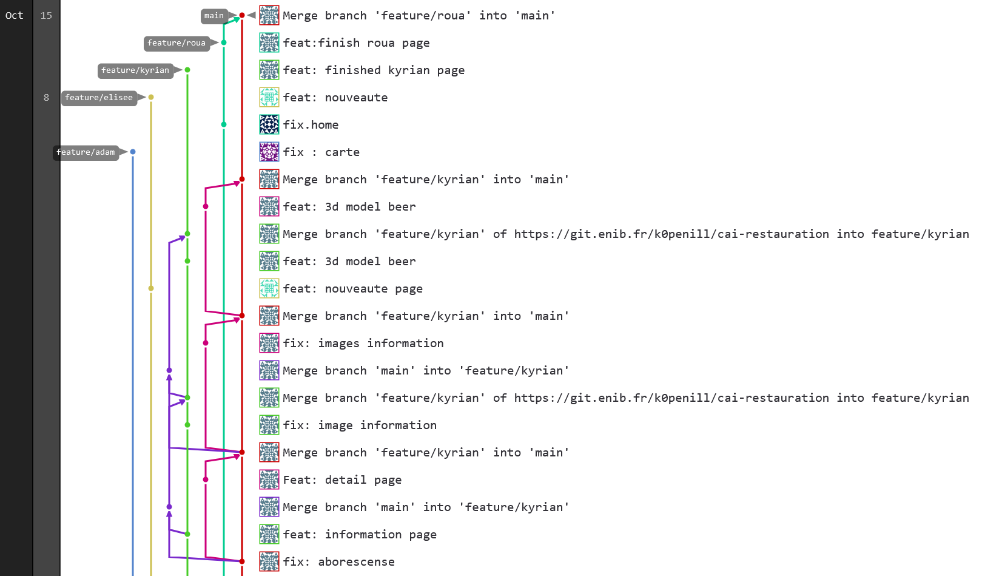 Oct 15 main Merge branch 'feature/roua' into 'main'
feature/roua feat:finish roua page
feature/kyrian feat: finished kyrian page
8 feature/elisee feat: nouveaute
fix.home
feature/adam fix : carte
Merge branch 'feature/kyrian' into 'main'
feat: 3d model beer
Merge branch 'feature/kyrian' of https://git.enib.fr/k0penill/cai-restauration into feature/kyrian
feat: 3d model beer
feat: nouveaute page
Merge branch 'feature/kyrian' into 'main'
fix: images information
Merge branch 'main' into 'feature/kyrian'
Merge branch 'feature/kyrian' of https://git.enib.fr/k0penill/cai-restauration into feature/kyrian
fix: image information
Merge branch 'feature/kyrian' into 'main'
Feat: detail page
Merge branch 'main' into 'feature/kyrian'
feat: information page
fix: aborescense